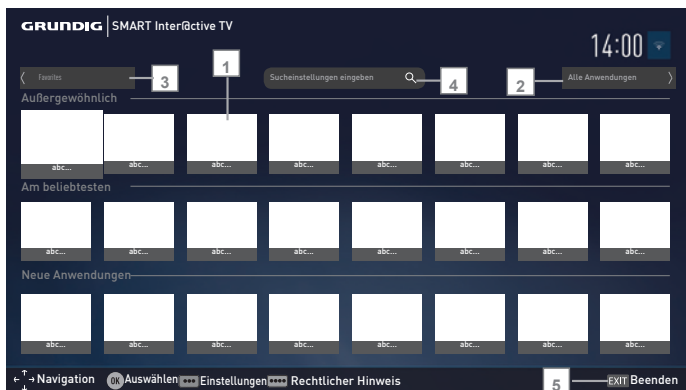 GRUNDIG SMART Inter@ctive TV
14:00
Favorites
3
1
Sucheinstellungen eingeben
4
2
Alle Anwendungen
Außergewöhnlich
abc... abc... abc... abc... abc... abc... abc... abc...
Am beliebtesten
abc... abc... abc... abc... abc... abc... abc... abc...
Neue Anwendungen
abc... abc... abc... abc... abc... abc... abc... abc...
Navigation OK Auswählen Einstellungen Rechtlicher Hinweis 5 EXIT Beenden